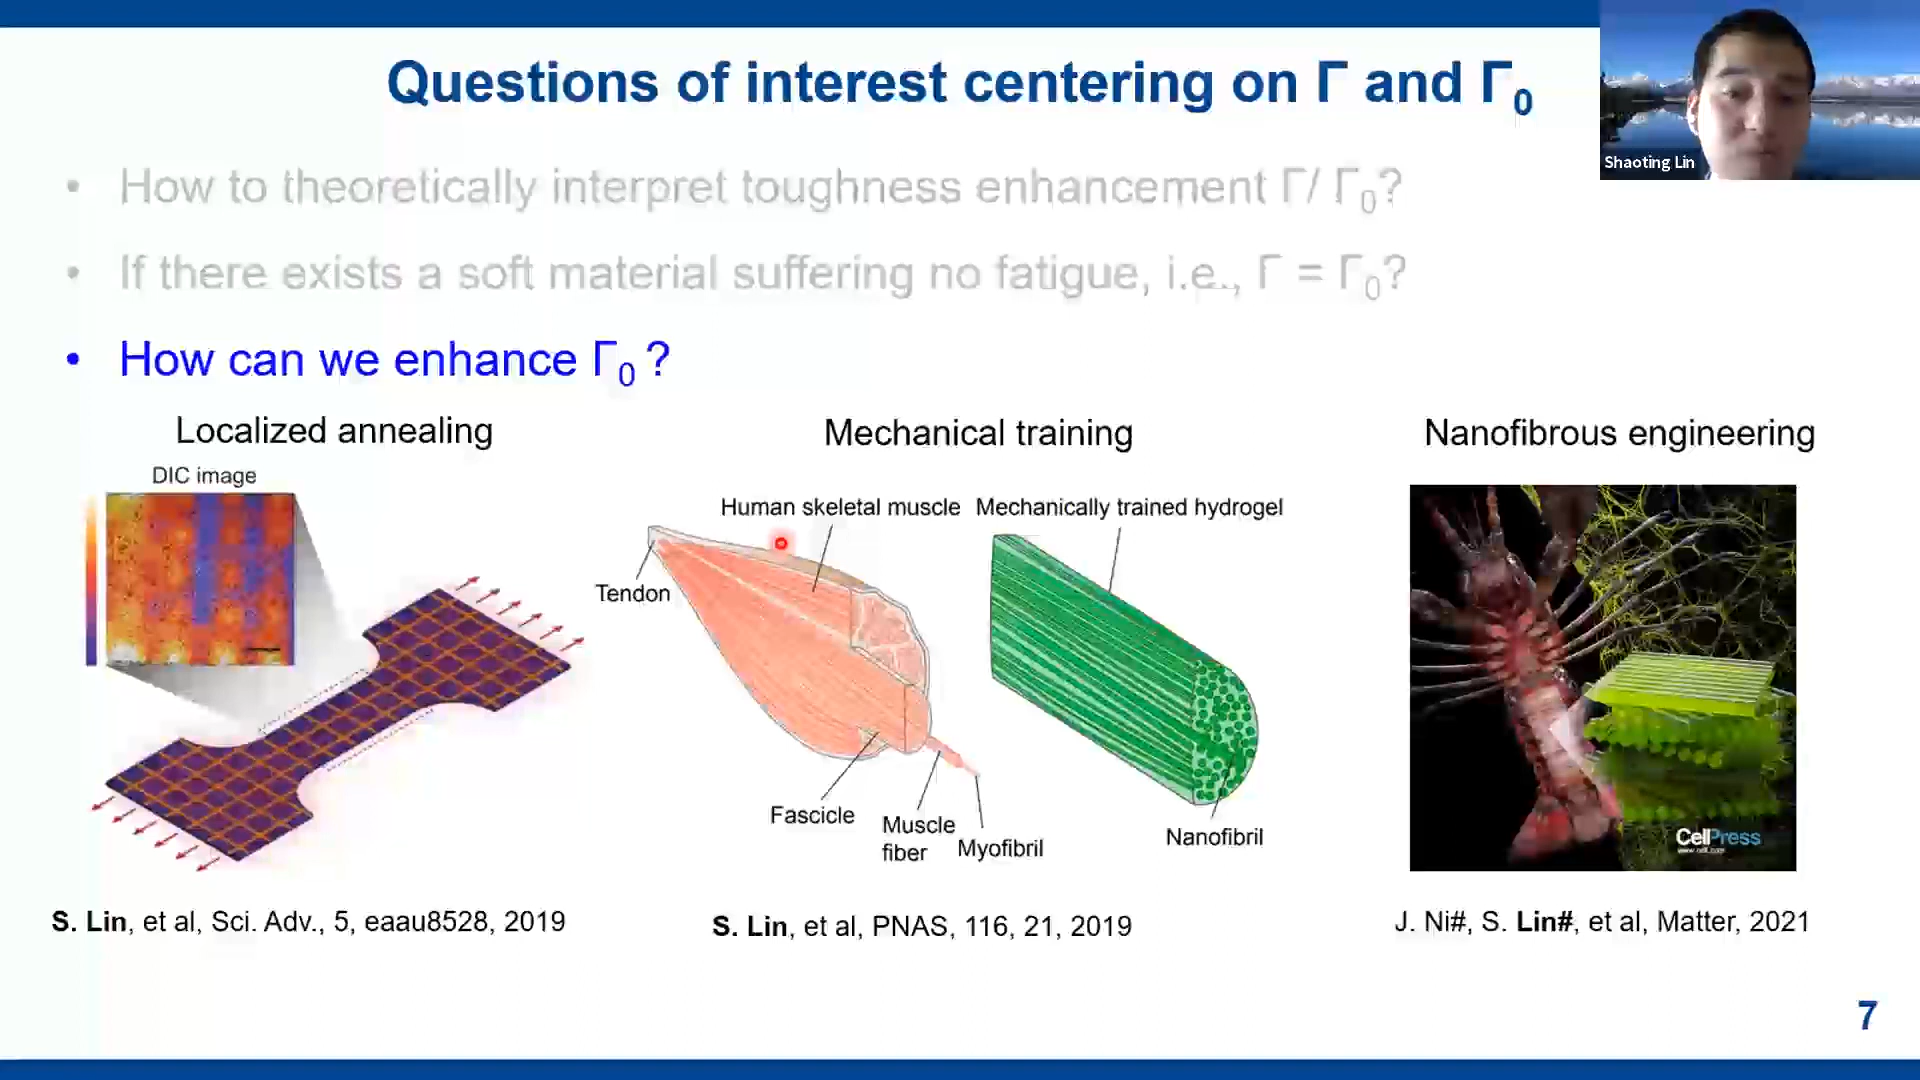 Questions of interest centering on Γ and Γ₀
Shaoting Lin
• How to theoretically interpret toughness enhancement Γ/ Γ₀?
• If there exists a soft material suffering no fatigue, i.e., Γ = Γ₀?
• How can we enhance Γ₀ ?
Localized annealing
DIC image
S. Lin, et al, Sci. Adv., 5, eaau8528, 2019
Mechanical training
Human skeletal muscle
Mechanically trained hydrogel
Tendon
Fascicle
Muscle
fiber
Myofibril
Nanofibril
S. Lin, et al, PNAS, 116, 21, 2019
Nanofibrous engineering
CellPress
www.cell.com
J. Ni#, S. Lin#, et al, Matter, 2021
7